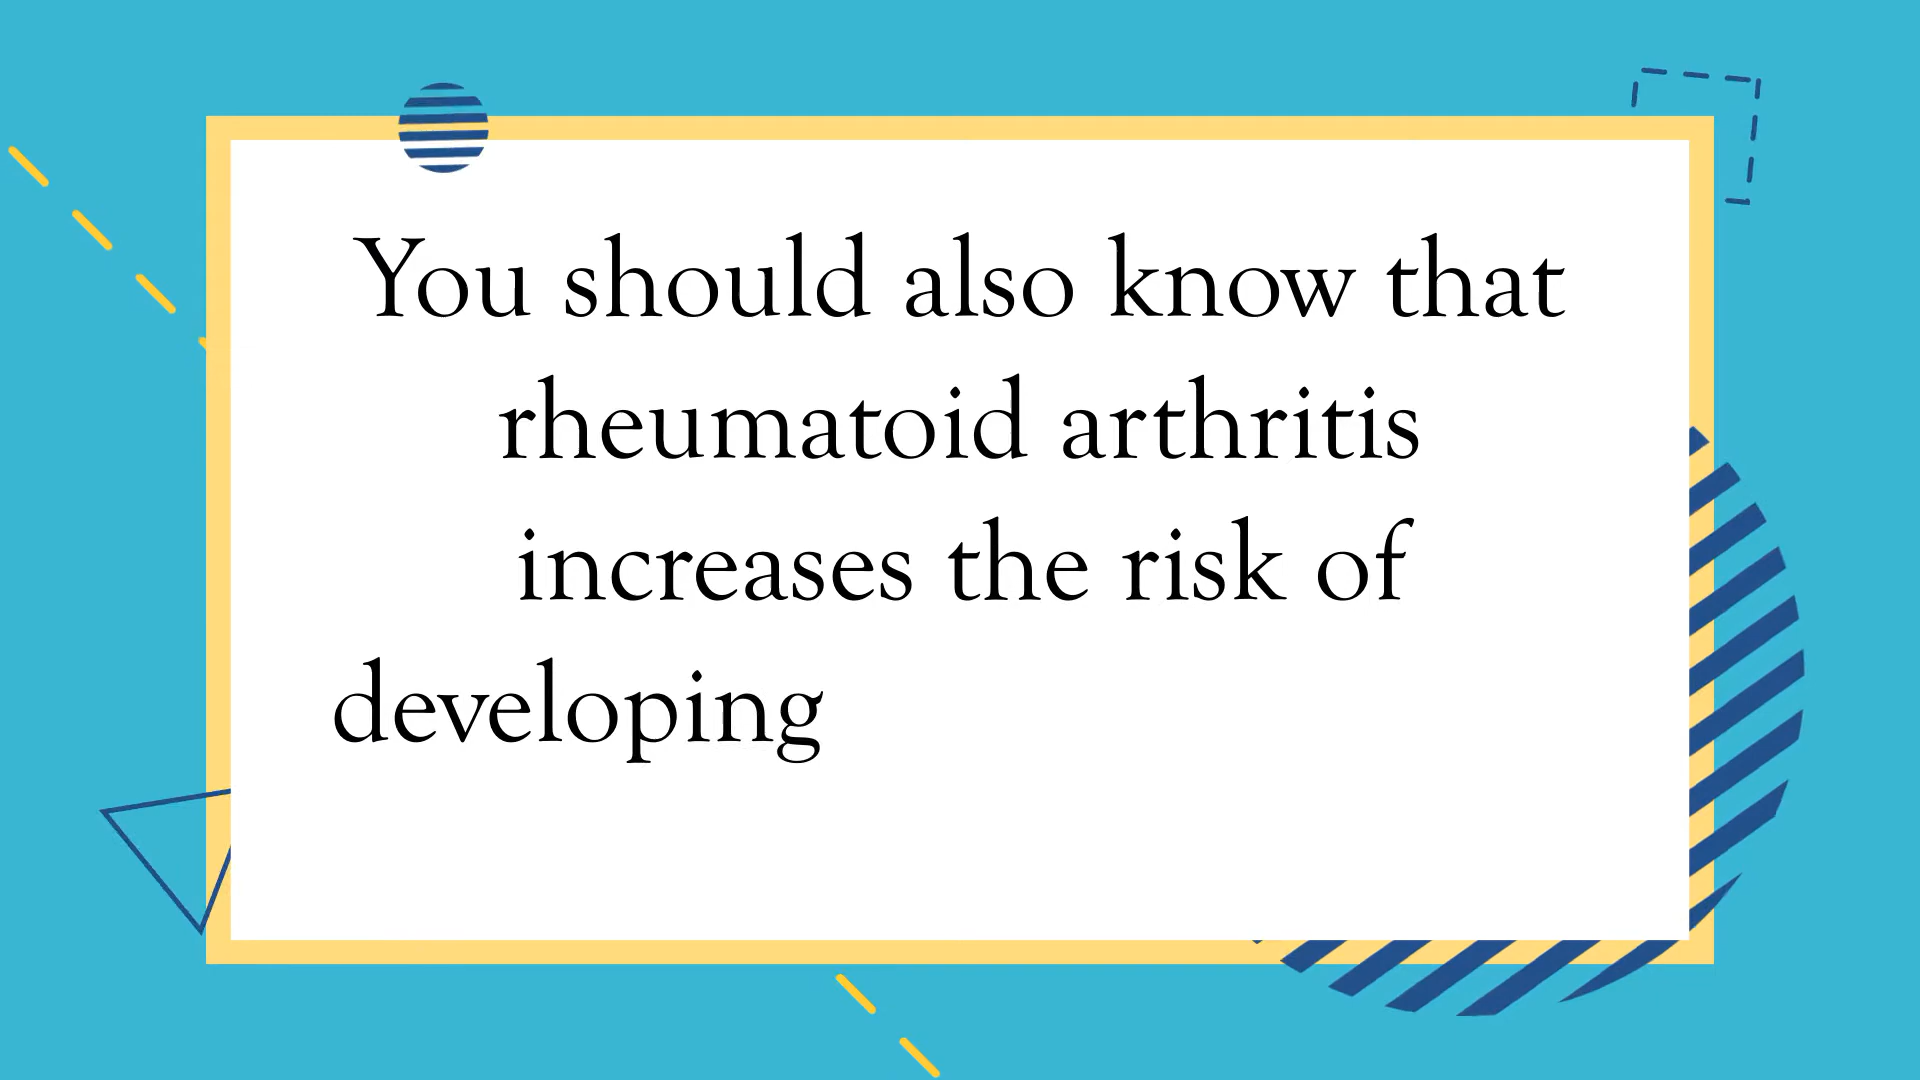 You should also know that
rheumatoid arthritis
increases the risk of
developing